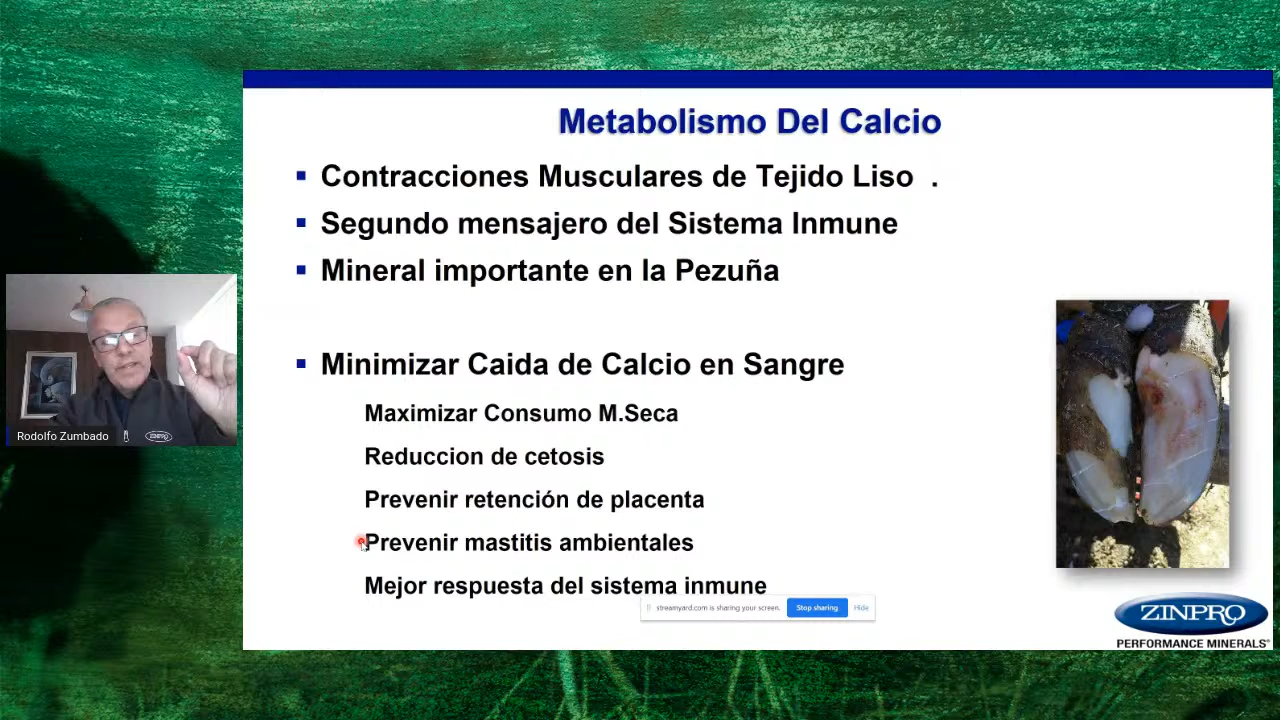 Metabolismo Del Calcio
Contracciones Musculares de Tejido Liso .
Segundo mensajero del Sistema Inmune
Mineral importante en la Pezuña
Minimizar Caida de Calcio en Sangre
Maximizar Consumo M.Seca
Reduccion de cetosis
Prevenir retención de placenta
Prevenir mastitis ambientales
Mejor respuesta del sistema inmune
streamyard.com is sharing your screen. Stop sharing Hide
Rodolfo Zumbado
ZINPRO
ZINPRO
PERFORMANCE MINERALS®